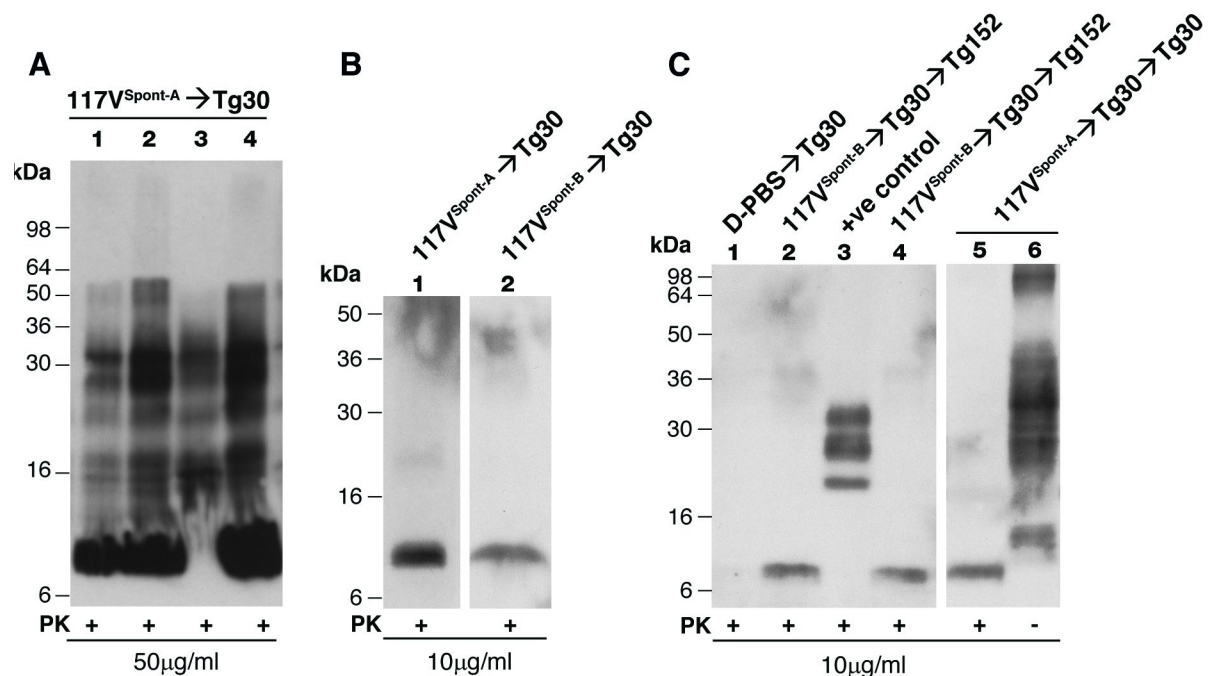 A
117V^Spont-A →Tg30
1 2 3 4
kDa
98
64
50
36
30
16
6
PK + + + +
50µg/ml
B
117V^Spont-A→Tg30
117V^Spont-B→Tg30
kDa
1 2
50
36
30
16
6
PK + +
10µg/ml
C
D-PBS→Tg30
117V^Spont-B→Tg30→Tg152
+ve control
117V^Spont-B→Tg30→Tg152
117V^Spont-A→Tg30→Tg30
kDa
1 2 3 4 5 6
98
64
50
36
30
16
6
PK + + + + + -
10µg/ml